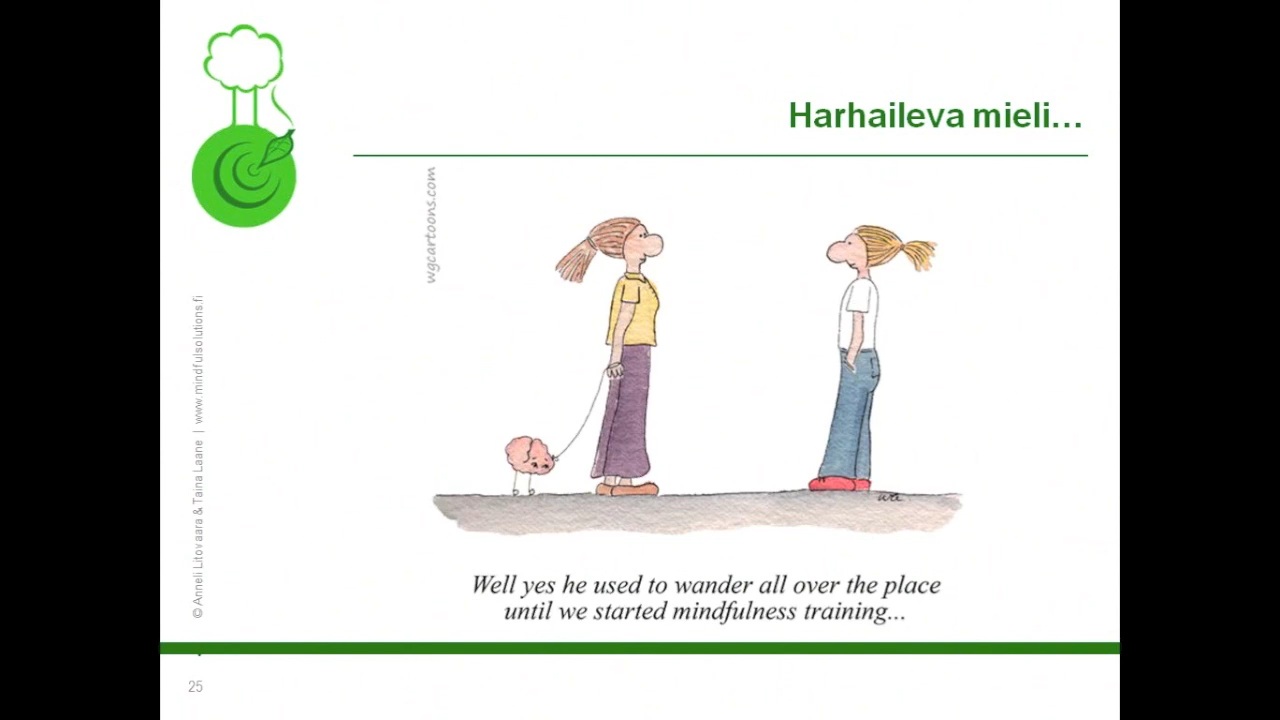 Harhaileva mieli...
wgcartoons.com
© Anneli Litovaara & Taina Laane | www.mindfulsolutions.fi
Well yes he used to wander all over the place
until we started mindfulness training...
25